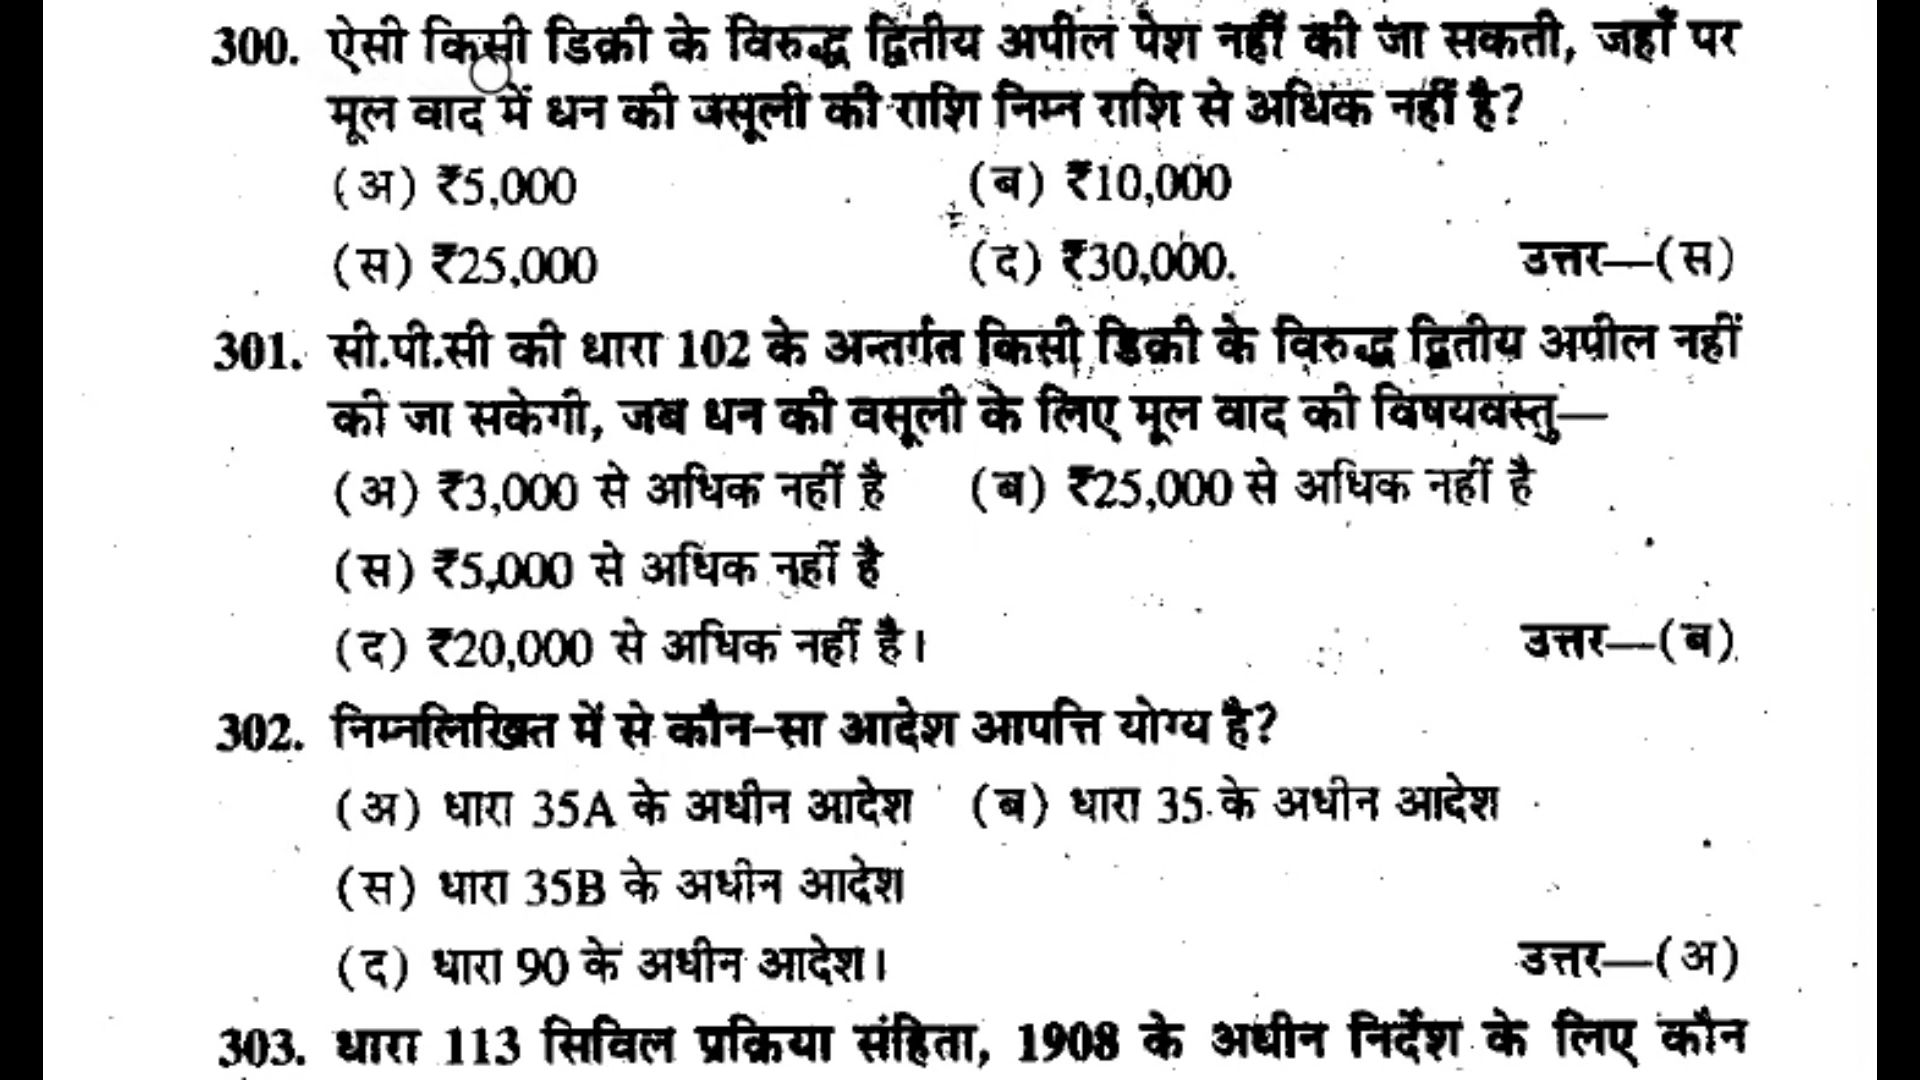 300. ऐसी किसी डिक्री के विरुद्ध द्वितीय अपील पेश नहीं की जा सकती, जहाँ पर
मूल वाद में धन की वसूली की राशि निम्न राशि से अधिक नहीं है?
(अ) ₹5,000 (ब) ₹10,000
(स) ₹25,000 (द) ₹30,000. उत्तर—(स)
301. सी.पी.सी की धारा 102 के अन्तर्गत किसी डिक्री के विरुद्ध द्वितीय अपील नहीं
की जा सकेगी, जब धन की वसूली के लिए मूल वाद की विषयवस्तु—
(अ) ₹3,000 से अधिक नहीं है (ब) ₹25,000 से अधिक नहीं है
(स) ₹5,000 से अधिक नहीं है
(द) ₹20,000 से अधिक नहीं है। उत्तर—(ब)
302. निम्नलिखित में से कौन-सा आदेश आपत्ति योग्य है?
(अ) धारा 35A के अधीन आदेश (ब) धारा 35 के अधीन आदेश
(स) धारा 35B के अधीन आदेश
(द) धारा 90 के अधीन आदेश। उत्तर—(अ)
303. धारा 113 सिविल प्रक्रिया संहिता, 1908 के अधीन निर्देश के लिए कौन